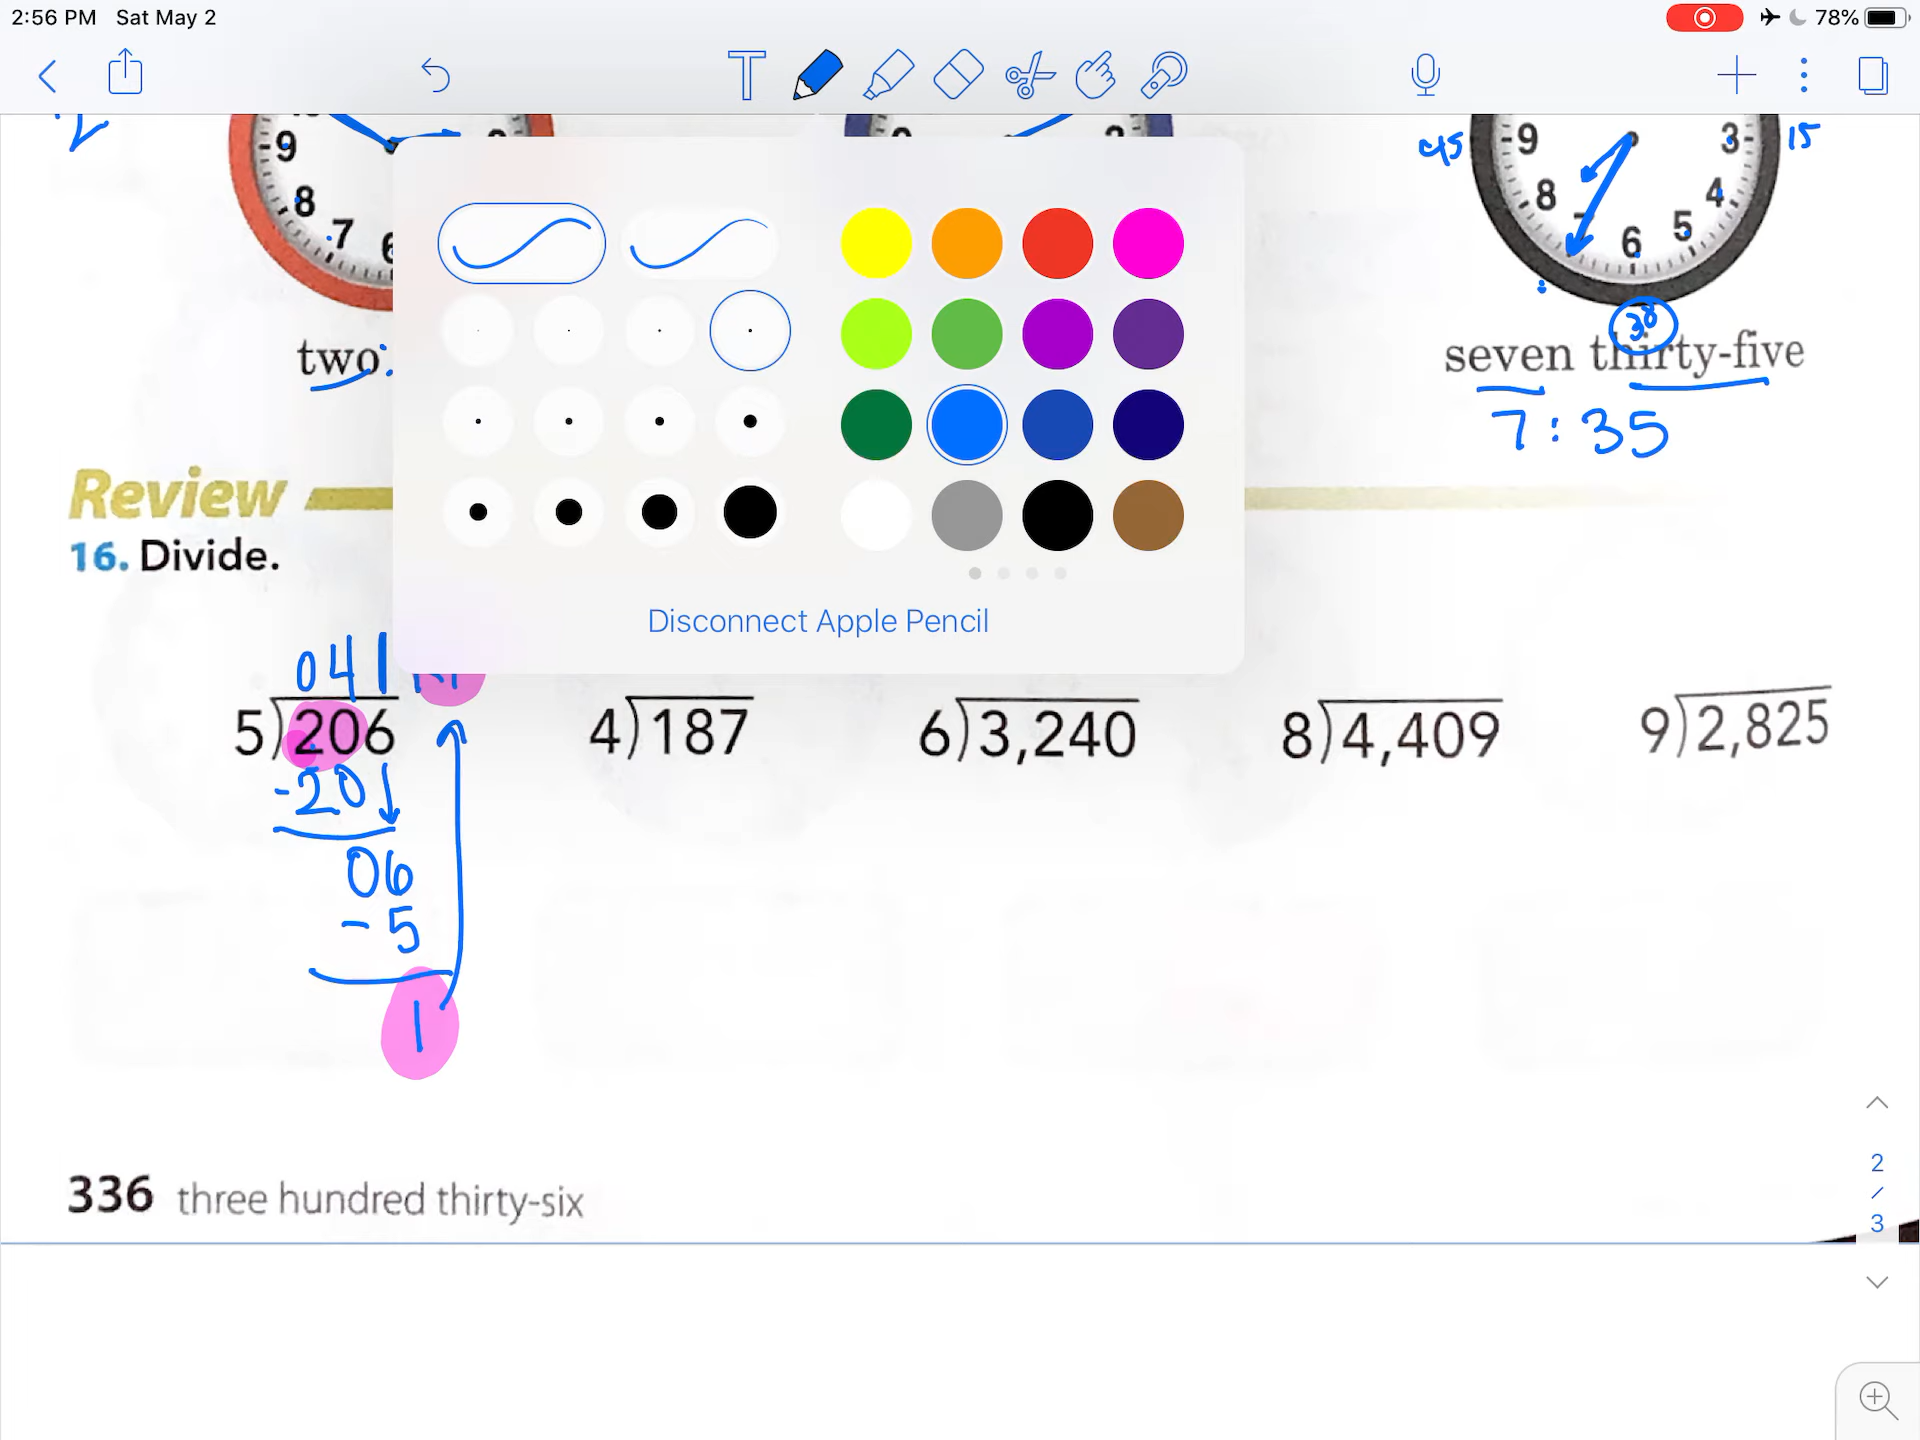 2:56 PM Sat May 2 78%
T
2 9 8 7 9 8 6 5 4 3
45 15
38
two: seven thirty-five
7:35
Review
16. Divide.
Disconnect Apple Pencil
041
5)206 4)187 6)3,240 8)4,409 9)2,825
-20
06
-5
1
336 three hundred thirty-six
2
/
3